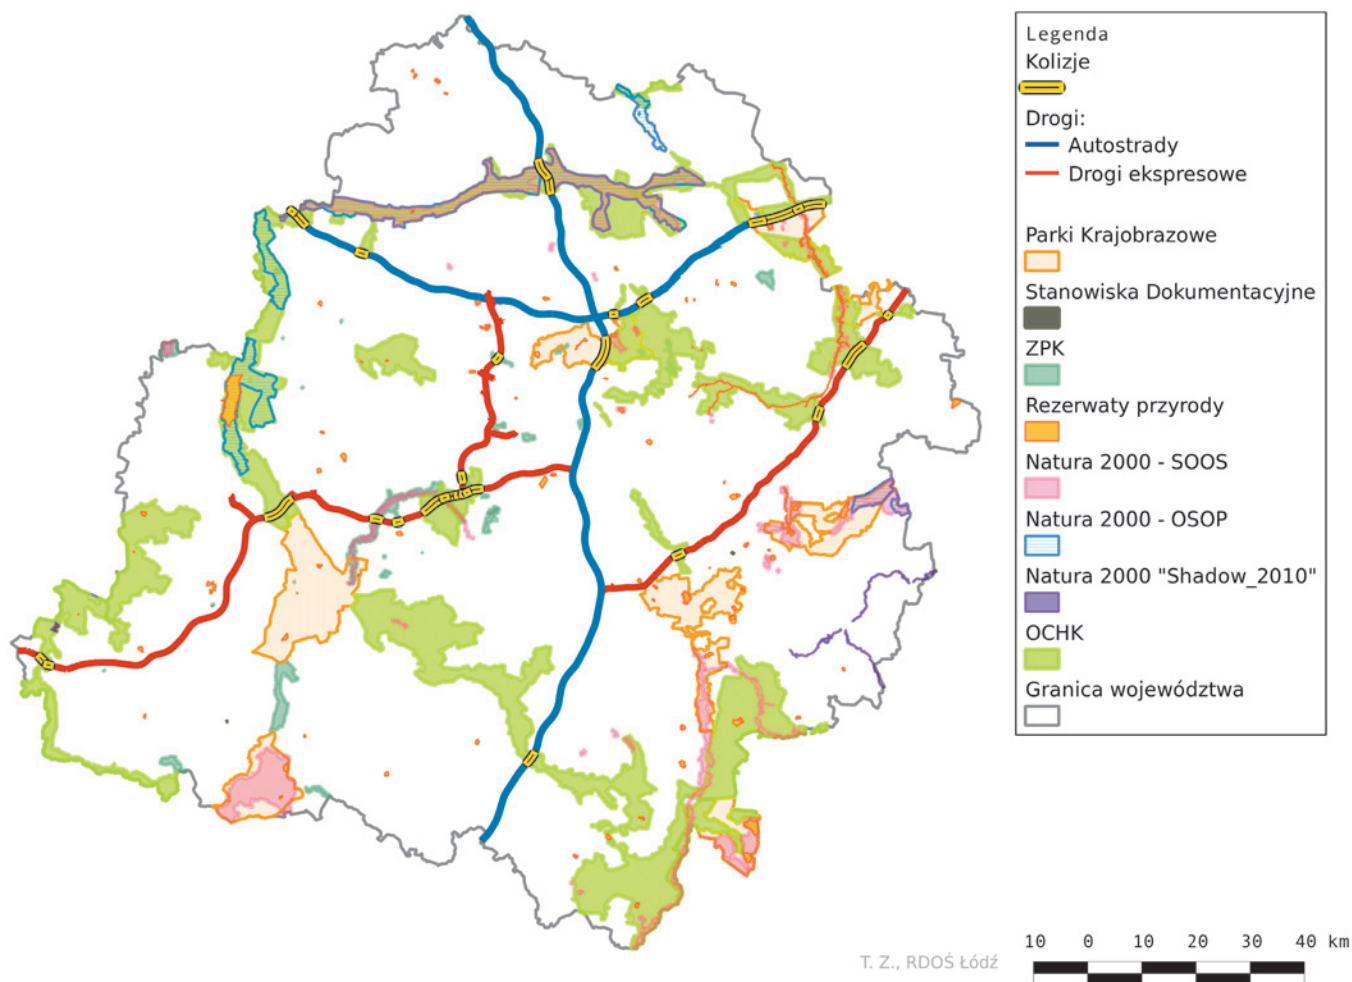 Legenda
Kolizje
Drogi:
Autostrady
Drogi ekspresowe
Parki Krajobrazowe
Stanowiska Dokumentacyjne
ZPK
Rezerwaty przyrody
Natura 2000 - SOOS
Natura 2000 - OSOP
Natura 2000 "Shadow_2010"
OCHK
Granica województwa
10 0 10 20 30 40 km
T. Z., RDOŚ Łódź